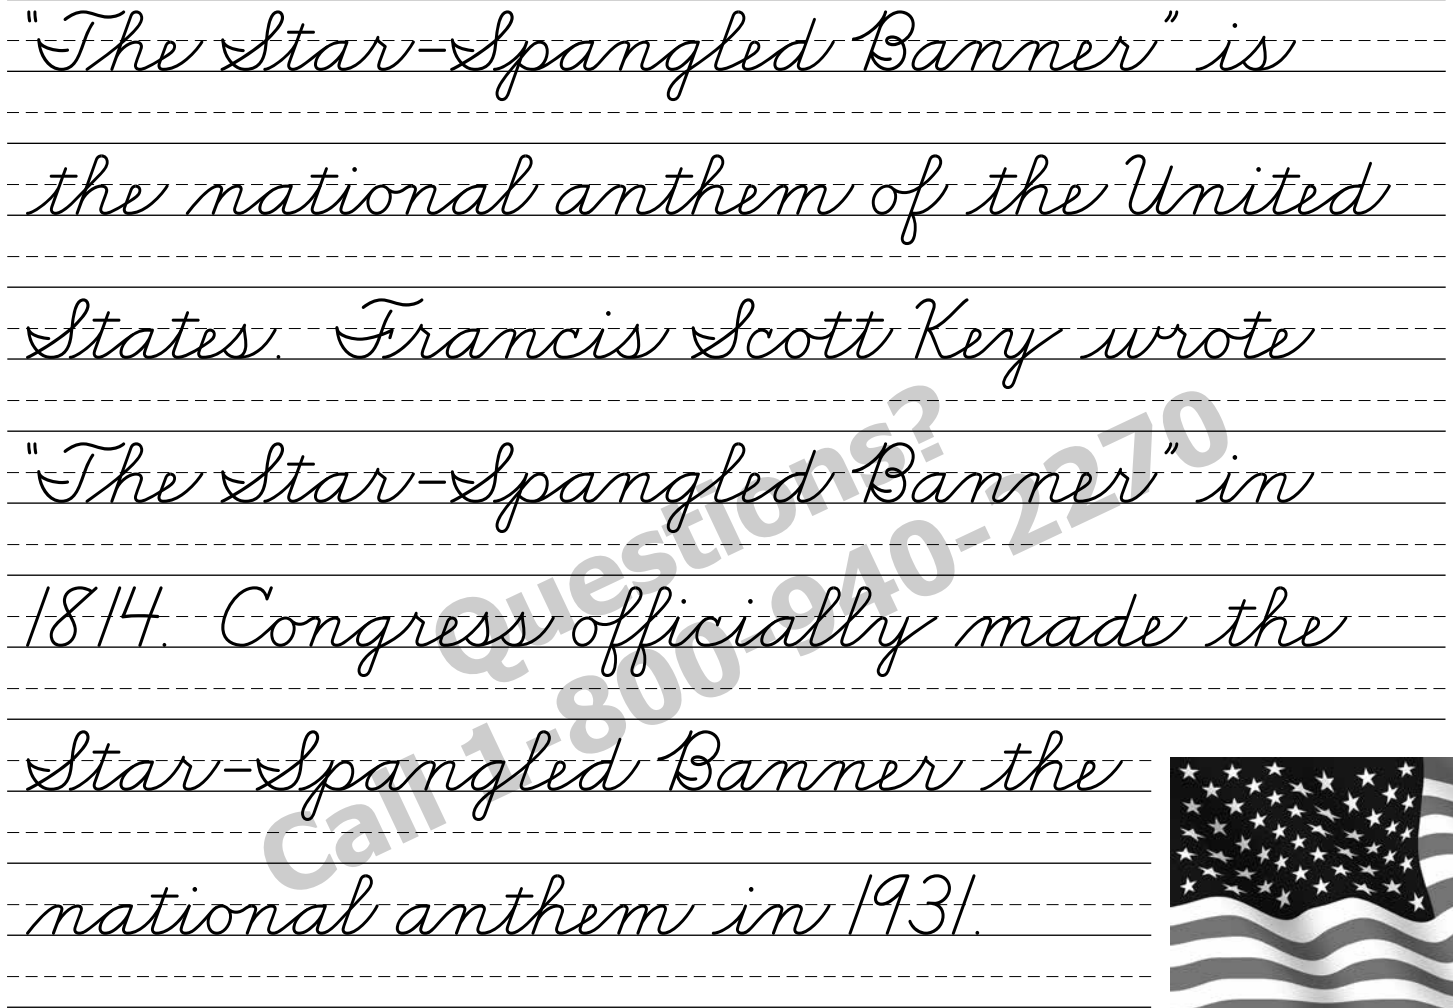 "The Star-Spangled Banner" is
the national anthem of the United
States. Francis Scott Key wrote
"The Star-Spangled Banner" in
1814. Congress officially made the
Star-Spangled Banner the
national anthem in 1931.
Questions?
Call 1-800-940-2270